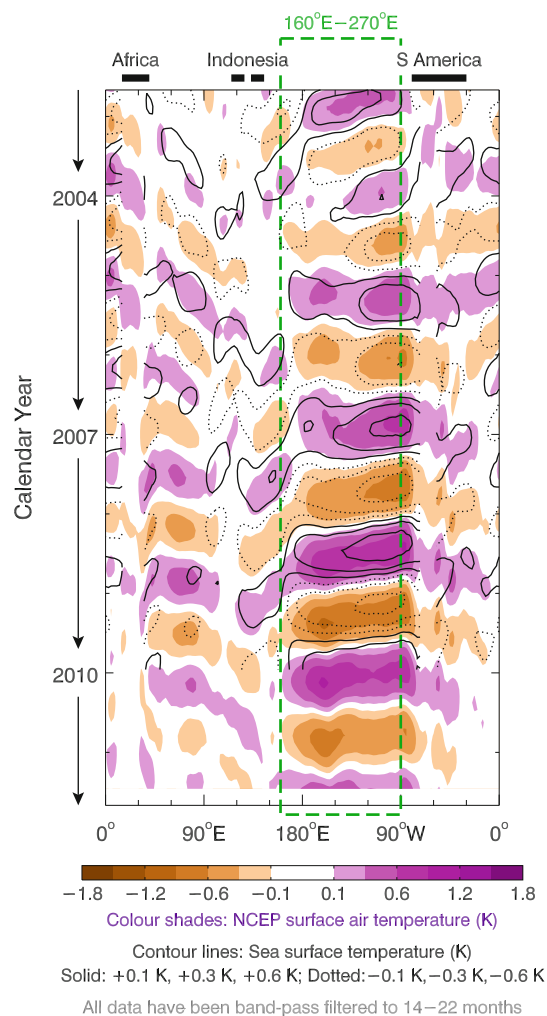 160°E−270°E
Africa Indonesia S America
2004
2007
2010
Calendar Year
0° 90°E 180°E 90°W 0°
−1.8 −1.2 −0.6 −0.1 0.1 0.6 1.2 1.8
Colour shades: NCEP surface air temperature (K)
Contour lines: Sea surface temperature (K)
Solid: +0.1 K, +0.3 K, +0.6 K; Dotted:−0.1 K,−0.3 K,−0.6 K
All data have been band-pass filtered to 14−22 months